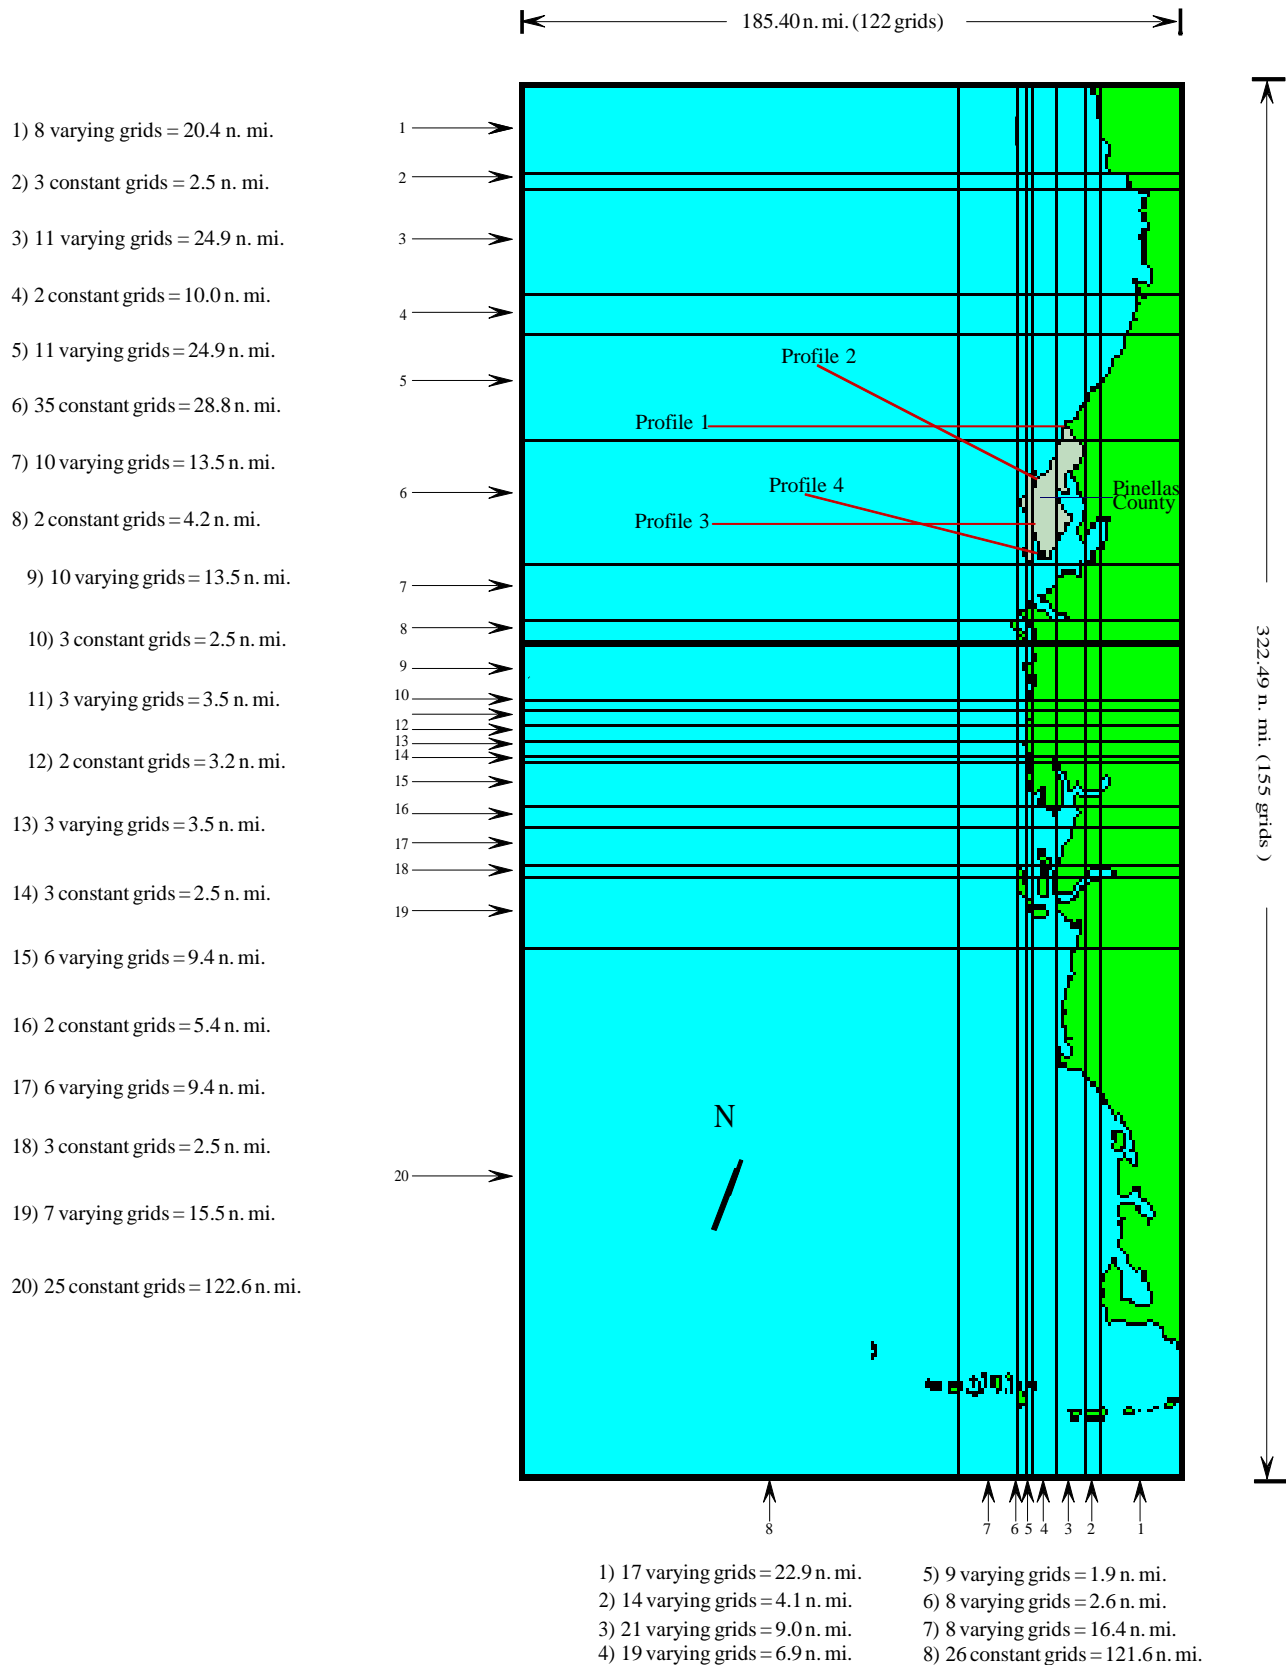 185.40 n. mi. (122 grids)
1) 8 varying grids = 20.4 n. mi.
2) 3 constant grids = 2.5 n. mi.
3) 11 varying grids = 24.9 n. mi.
4) 2 constant grids = 10.0 n. mi.
5) 11 varying grids = 24.9 n. mi.
6) 35 constant grids = 28.8 n. mi.
7) 10 varying grids = 13.5 n. mi.
8) 2 constant grids = 4.2 n. mi.
9) 10 varying grids = 13.5 n. mi.
10) 3 constant grids = 2.5 n. mi.
11) 3 varying grids = 3.5 n. mi.
12) 2 constant grids = 3.2 n. mi.
13) 3 varying grids = 3.5 n. mi.
14) 3 constant grids = 2.5 n. mi.
15) 6 varying grids = 9.4 n. mi.
16) 2 constant grids = 5.4 n. mi.
17) 6 varying grids = 9.4 n. mi.
18) 3 constant grids = 2.5 n. mi.
19) 7 varying grids = 15.5 n. mi.
20) 25 constant grids = 122.6 n. mi.
1
2
3
4
5
6
7
8
9
10
12
13
14
15
16
17
18
19
20
Profile 2
Profile 1
Profile 4
Profile 3
Pinellas
County
N
322.49 n. mi. (155 grids )
8
7
6
5
4
3
2
1
1) 17 varying grids = 22.9 n. mi.
2) 14 varying grids = 4.1 n. mi.
3) 21 varying grids = 9.0 n. mi.
4) 19 varying grids = 6.9 n. mi.
5) 9 varying grids = 1.9 n. mi.
6) 8 varying grids = 2.6 n. mi.
7) 8 varying grids = 16.4 n. mi.
8) 26 constant grids = 121.6 n. mi.